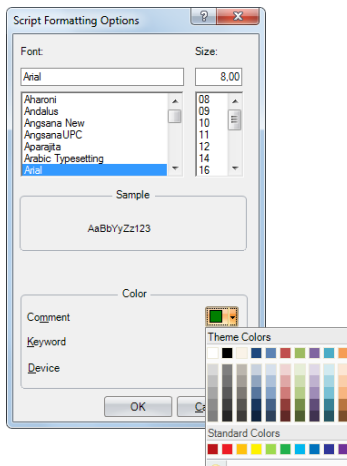 Script Formatting Options
Font: Size:
Arial 8,00
Aharoni 08
Andalus 09
Angsana New 10
AngsanaUPC 11
Aparajita 12
Arabic Typesetting 14
Arial 16
Sample
AaBbYyZz123
Color
Comment
Theme Colors
Keyword
Device
OK Ca
Standard Colors